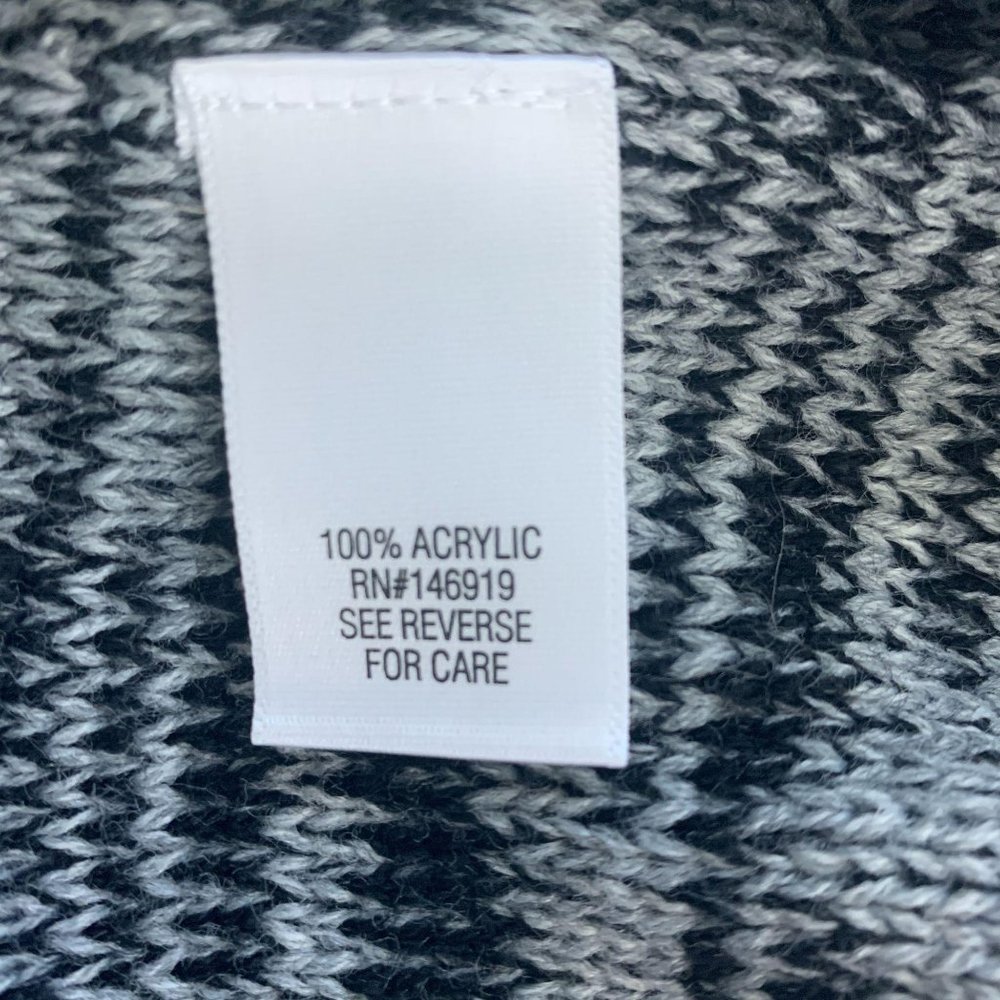 100% ACRYLIC
RN#146919
SEE REVERSE
FOR CARE